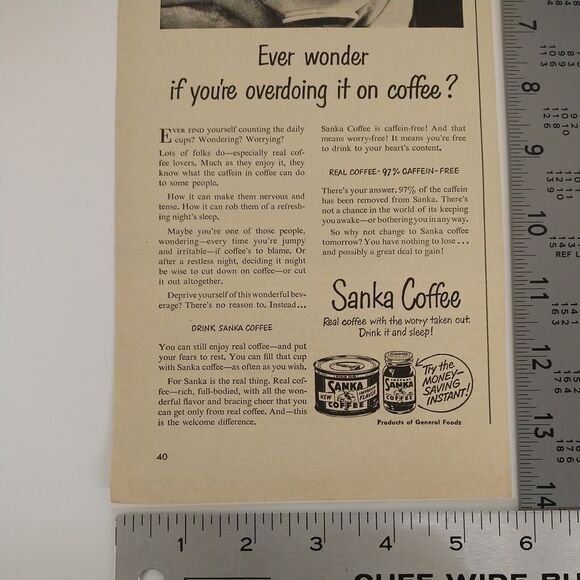 Ever wonder
if you're overdoing it on coffee?
EVER FIND yourself counting the daily
cups? Wondering? Worrying?
Lots of folks do—especially real cof-
fee lovers. Much as they enjoy it, they
know what the caffein in coffee can do
to some people.
How it can make them nervous and
tense. How it can rob them of a refresh-
ing night's sleep.
Maybe you're one of those people,
wondering—every time you're jumpy
and irritable—if coffee's to blame. Or
after a restless night, deciding it might
be wise to cut down on coffee—or cut
it out altogether.
Deprive yourself of this wonderful bev-
erage? There's no reason to. Instead...
DRINK SANKA COFFEE
You can still enjoy real coffee—and put
your fears to rest. You can fill that cup
with Sanka coffee—as often as you wish.
For Sanka is the real thing. Real cof-
fee—rich, full-bodied, with all the won-
derful flavor and bracing cheer that you
can get only from real coffee. And—this
is the welcome difference.
Sanka Coffee is caffein-free! And that
means worry-free! It means you're free
to drink to your heart's content.
REAL COFFEE-97% CAFFEIN-FREE
There's your answer. 97% of the caffein
has been removed from Sanka. There's
not a chance in the world of its keeping
you awake—or bothering you in any way.
So why not change to Sanka coffee
tomorrow? You have nothing to lose...
and possibly a great deal to gain!
Sanka Coffee
Real coffee with the worry taken out.
Drink it and sleep!
SANKA
NEW
COFFEE
SANKA
COFFEE
Try the
MONEY-
SAVING
INSTANT!
Products of General Foods
40
7
8
9
10
11
12
13
14
1
2
3
4
5
6